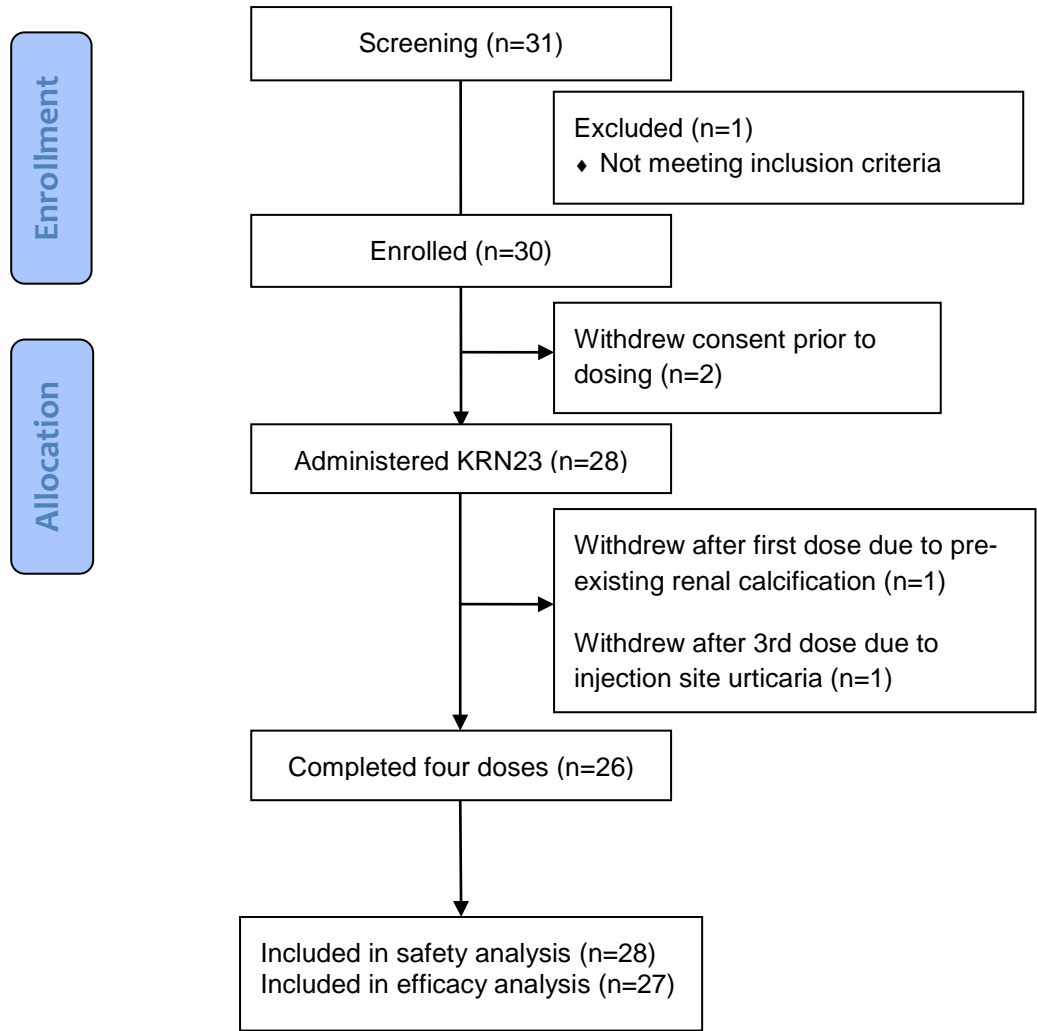 Enrollment
Screening (n=31)
Excluded (n=1)
♦ Not meeting inclusion criteria
Enrolled (n=30)
Withdrew consent prior to
dosing (n=2)
Allocation
Administered KRN23 (n=28)
Withdrew after first dose due to pre-
existing renal calcification (n=1)
Withdrew after 3rd dose due to
injection site urticaria (n=1)
Completed four doses (n=26)
Included in safety analysis (n=28)
Included in efficacy analysis (n=27)